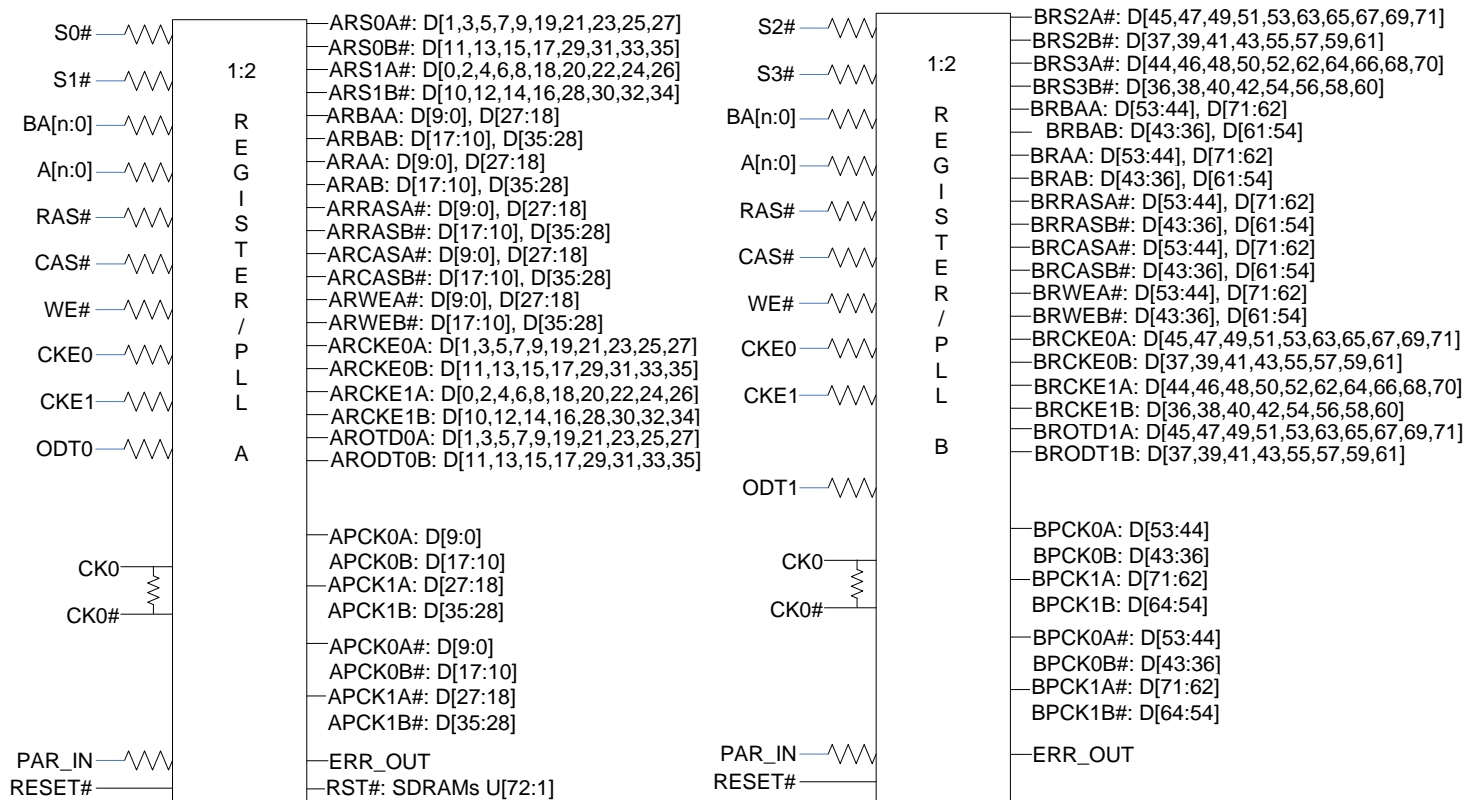 S0#
S1#
BA[n:0]
A[n:0]
RAS#
CAS#
WE#
CKE0
CKE1
ODT0
CK0
CK0#
PAR_IN
RESET#
1:2
R
E
G
I
S
T
E
R
/
P
L
L
A
ARS0A#: D[1,3,5,7,9,19,21,23,25,27]
ARS0B#: D[11,13,15,17,29,31,33,35]
ARS1A#: D[0,2,4,6,8,18,20,22,24,26]
ARS1B#: D[10,12,14,16,28,30,32,34]
ARBAA: D[9:0], D[27:18]
ARBAB: D[17:10], D[35:28]
ARAA: D[9:0], D[27:18]
ARAB: D[17:10], D[35:28]
ARRASA#: D[9:0], D[27:18]
ARRASB#: D[17:10], D[35:28]
ARCASA#: D[9:0], D[27:18]
ARCASB#: D[17:10], D[35:28]
ARWEA#: D[9:0], D[27:18]
ARWEB#: D[17:10], D[35:28]
ARCKE0A: D[1,3,5,7,9,19,21,23,25,27]
ARCKE0B: D[11,13,15,17,29,31,33,35]
ARCKE1A: D[0,2,4,6,8,18,20,22,24,26]
ARCKE1B: D[10,12,14,16,28,30,32,34]
AROTD0A: D[1,3,5,7,9,19,21,23,25,27]
ARODT0B: D[11,13,15,17,29,31,33,35]
APCK0A: D[9:0]
APCK0B: D[17:10]
APCK1A: D[27:18]
APCK1B: D[35:28]
APCK0A#: D[9:0]
APCK0B#: D[17:10]
APCK1A#: D[27:18]
APCK1B#: D[35:28]
ERR_OUT
RST#: SDRAMs U[72:1]
S2#
S3#
BA[n:0]
A[n:0]
RAS#
CAS#
WE#
CKE0
CKE1
ODT1
CK0
CK0#
PAR_IN
RESET#
1:2
R
E
G
I
S
T
E
R
/
P
L
L
B
BRS2A#: D[45,47,49,51,53,63,65,67,69,71]
BRS2B#: D[37,39,41,43,55,57,59,61]
BRS3A#: D[44,46,48,50,52,62,64,66,68,70]
BRS3B#: D[36,38,40,42,54,56,58,60]
BRBAA: D[53:44], D[71:62]
BRBAB: D[43:36], D[61:54]
BRAA: D[53:44], D[71:62]
BRAB: D[43:36], D[61:54]
BRRASA#: D[53:44], D[71:62]
BRRASB#: D[43:36], D[61:54]
BRCASA#: D[53:44], D[71:62]
BRCASB#: D[43:36], D[61:54]
BRWEA#: D[53:44], D[71:62]
BRWEB#: D[43:36], D[61:54]
BRCKE0A: D[45,47,49,51,53,63,65,67,69,71]
BRCKE0B: D[37,39,41,43,55,57,59,61]
BRCKE1A: D[44,46,48,50,52,62,64,66,68,70]
BRCKE1B: D[36,38,40,42,54,56,58,60]
BROTD1A: D[45,47,49,51,53,63,65,67,69,71]
BRODT1B: D[37,39,41,43,55,57,59,61]
BPCK0A: D[53:44]
BPCK0B: D[43:36]
BPCK1A: D[71:62]
BPCK1B: D[64:54]
BPCK0A#: D[53:44]
BPCK0B#: D[43:36]
BPCK1A#: D[71:62]
BPCK1B#: D[64:54]
ERR_OUT